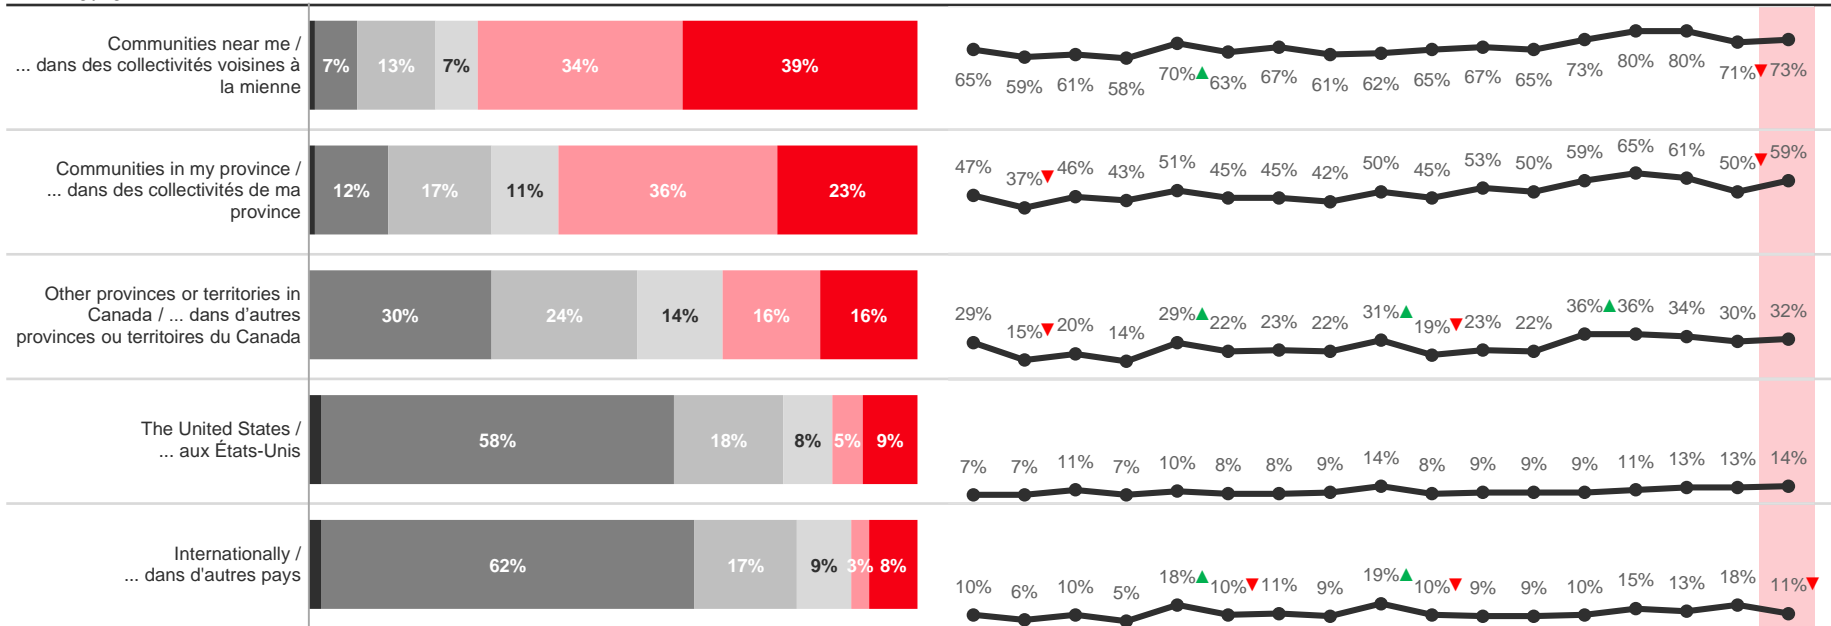 Communities near me /
... dans des collectivités voisines à
la mienne
7% 13% 7% 34% 39%
65% 59% 61% 58% 70%▲ 63% 67% 61% 62% 65% 67% 65% 73% 80% 80% 71%▼ 73%
Communities in my province /
... dans des collectivités de ma
province
12% 17% 11% 36% 23%
47% 37%▼ 46% 43% 51% 45% 45% 42% 50% 45% 53% 50% 59% 65% 61% 50%▼ 59%
Other provinces or territories in
Canada / ... dans d’autres
provinces ou territoires du Canada
30% 24% 14% 16% 16%
29% 15%▼ 20% 14% 29%▲ 22% 23% 22% 31%▲ 19%▼ 23% 22% 36%▲ 36% 34% 30% 32%
The United States /
... aux États-Unis
58% 18% 8% 5% 9%
7% 7% 11% 7% 10% 8% 8% 9% 14% 8% 9% 9% 9% 11% 13% 13% 14%
Internationally /
... dans d'autres pays
62% 17% 9% 3% 8%
10% 6% 10% 5% 18%▲ 10%▼ 11% 9% 19%▲ 10%▼ 9% 9% 10% 15% 13% 18% 11%▼